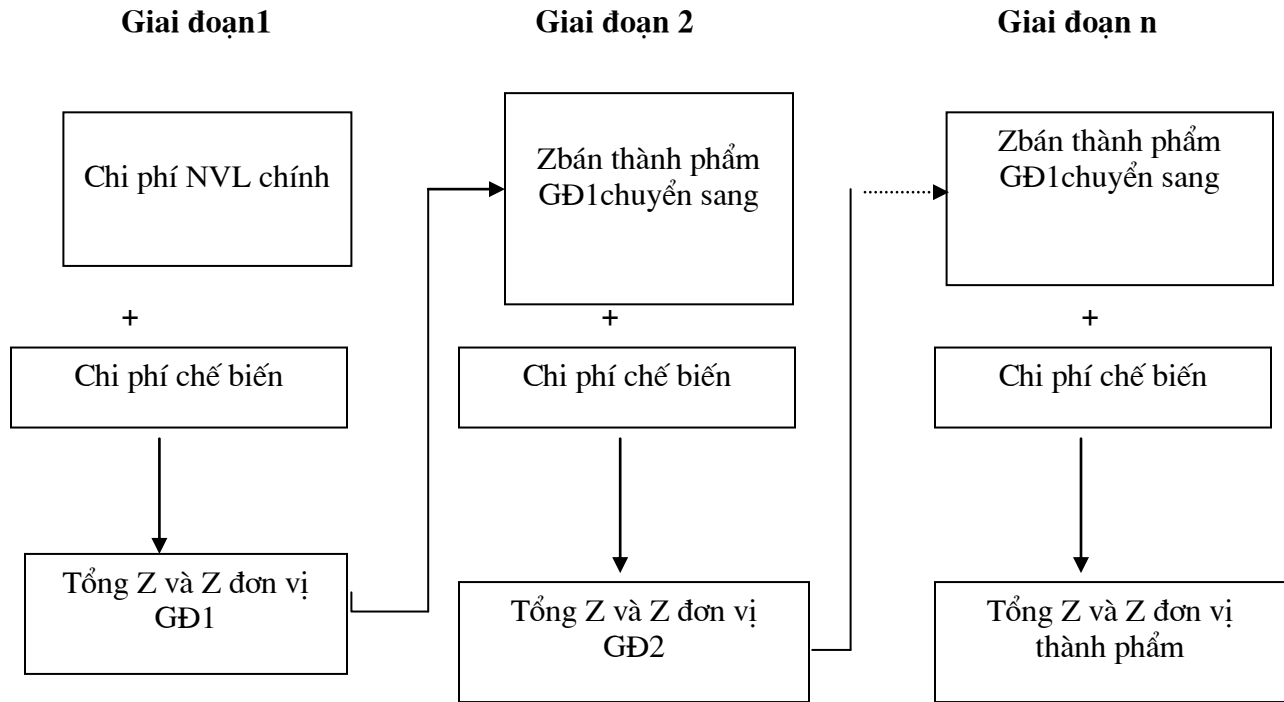 Giai đoạn1
Giai đoạn 2
Giai đoạn n
Chi phí NVL chính
Zbán thành phẩm
GĐ1chuyển sang
Zbán thành phẩm
GĐ1chuyển sang
+
+
+
Chi phí chế biến
Chi phí chế biến
Chi phí chế biến
Tổng Z và Z đơn vị
GĐ1
Tổng Z và Z đơn vị
GĐ2
Tổng Z và Z đơn vị
thành phẩm